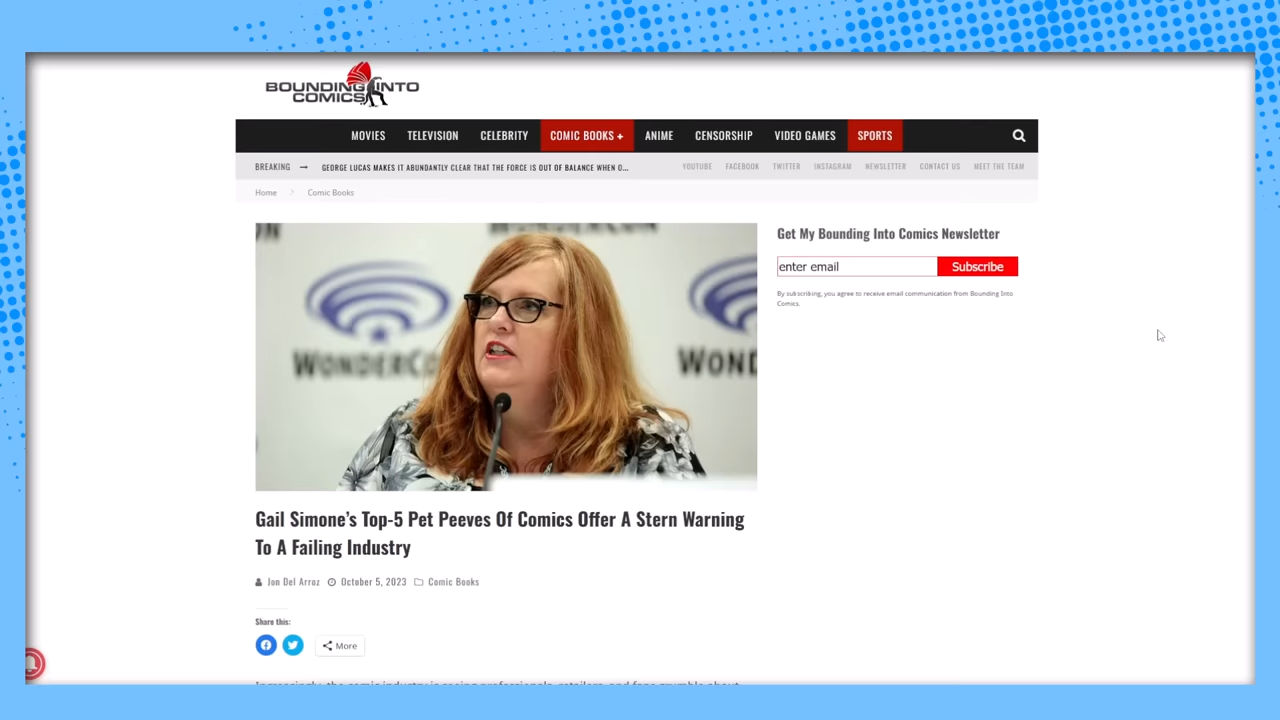 BOUNDING INTO
COMICS
MOVIES TELEVISION CELEBRITY COMIC BOOKS + ANIME CENSORSHIP VIDEO GAMES SPORTS
BREAKING → GEORGE LUCAS MAKES IT ABUNDANTLY CLEAR THAT THE FORCE IS OUT OF BALANCE WHEN O... YOUTUBE FACEBOOK TWITTER INSTAGRAM NEWSLETTER CONTACT US MEET THE TEAM
Home > Comic Books
WONDERCON
WONDERC
WOND
Get My Bounding Into Comics Newsletter
enter email Subscribe
By subscribing, you agree to receive email communication from Bounding Into
Comics.
Gail Simone's Top-5 Pet Peeves Of Comics Offer A Stern Warning
To A Failing Industry
Jon Del Arroz October 5, 2023 Comic Books
Share this:
More